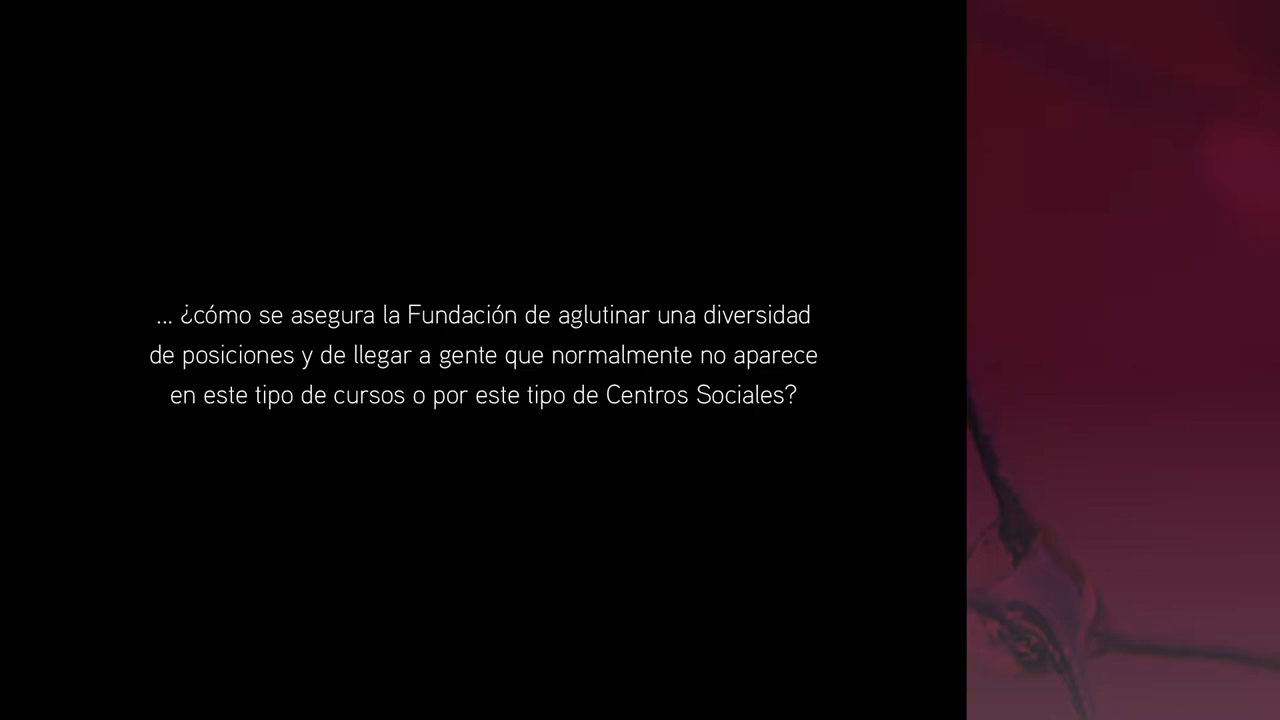 ... ¿cómo se asegura la Fundación de aglutinar una diversidad
de posiciones y de llegar a gente que normalmente no aparece
en este tipo de cursos o por este tipo de Centros Sociales?